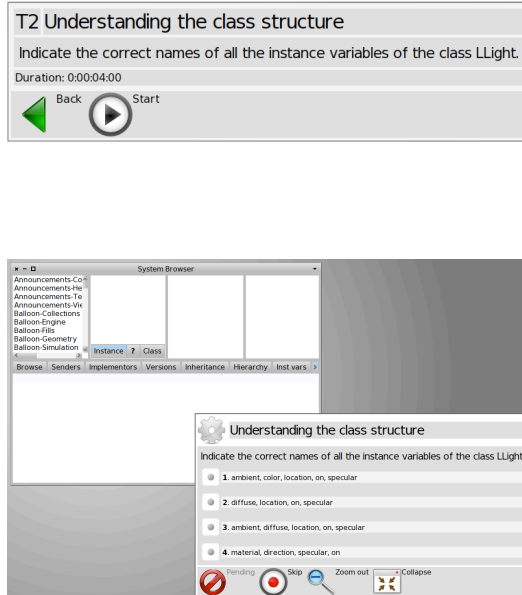 T2 Understanding the class structure
Indicate the correct names of all the instance variables of the class LLight.
Duration: 0:00:04:00
Back Start
System Browser
Announcements-Co
Announcements-He
Announcements-Te
Announcements-Vie
Balloon-Collections
Balloon-Engine
Balloon-Fills
Balloon-Geometry
Balloon-Simulation
Instance ? Class
Browse Senders Implementors Versions Inheritance Hierarchy Inst vars >
Understanding the class structure
Indicate the correct names of all the instance variables of the class LLight
1. ambient, color, location, on, specular
2. diffuse, location, on, specular
3. ambient, diffuse, location, on, specular
4. material, direction, specular, on
Pending Skip Zoom out Collapse